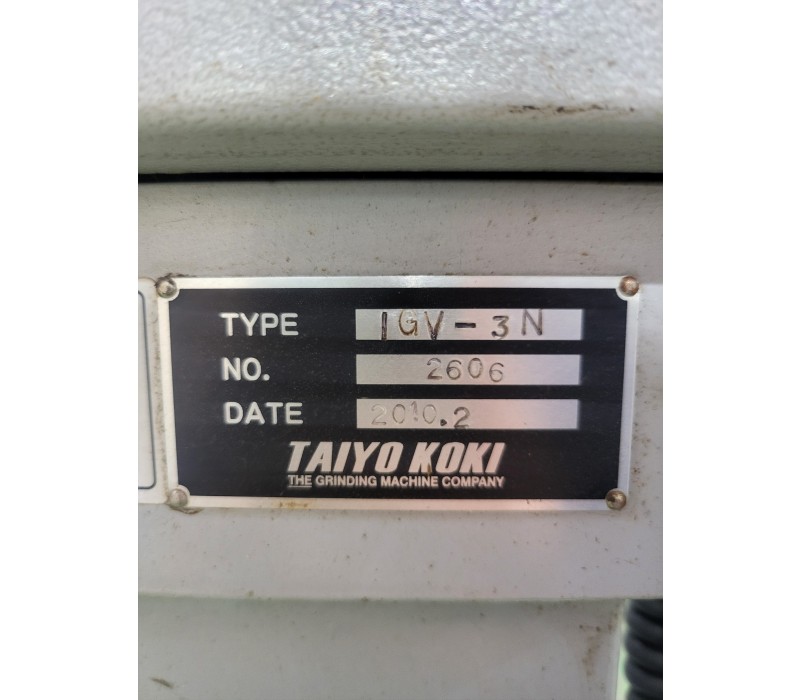 TYPE IGV-3N
NO. 2606
DATE 2010.2
TAIYO KOKI
THE GRINDING MACHINE COMPANY